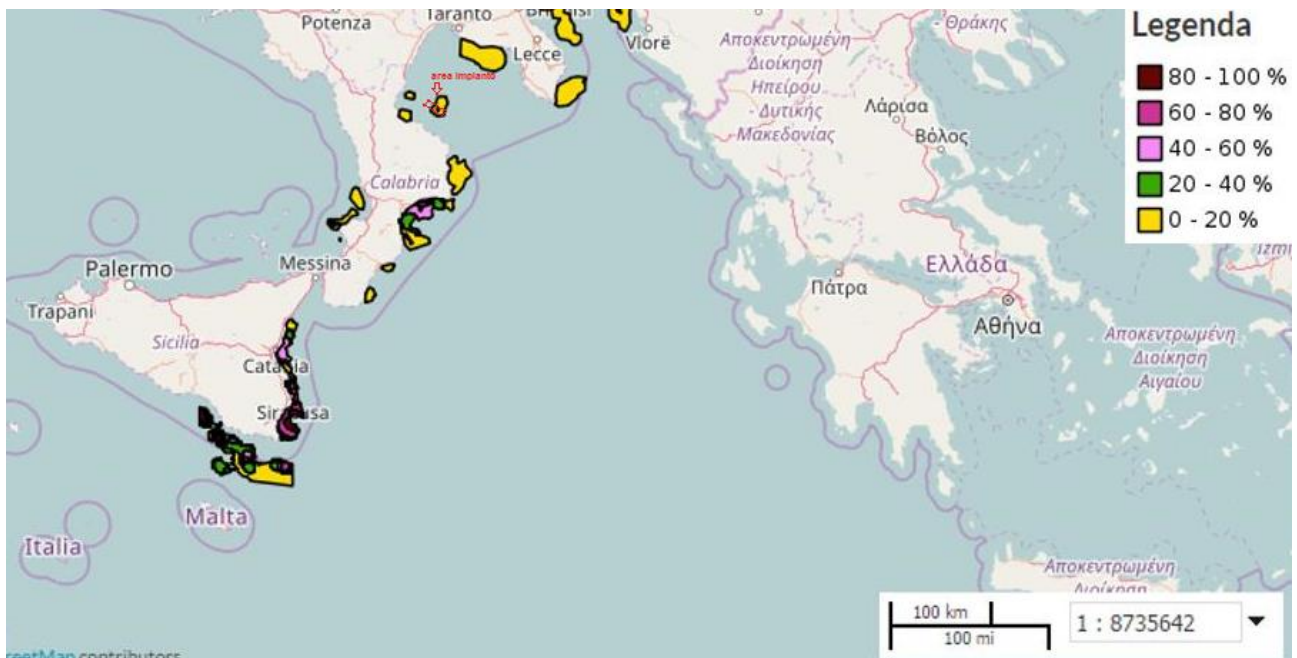 Potenza
Taranto
Lecce
Vlorë
area impianto
Αποκεντρωμένη
Διοίκηση
Ηπείρου
- Δυτικής
Μακεδονίας
- Θράκης
Λάρισα
Βόλος
Legenda
80 - 100 %
60 - 80 %
40 - 60 %
20 - 40 %
0 - 20 %
Calabria
Messina
Palermo
Trapani
Sicilia
Catania
Siracusa
Malta
Italia
Πάτρα
Ελλάδα
Αθήνα
Αποκεντρωμένη
Διοίκηση
Αιγαίου
Αποκεντρωμένη
Διοίκηση
100 km
100 mi
1 : 8735642
reetMap contributors